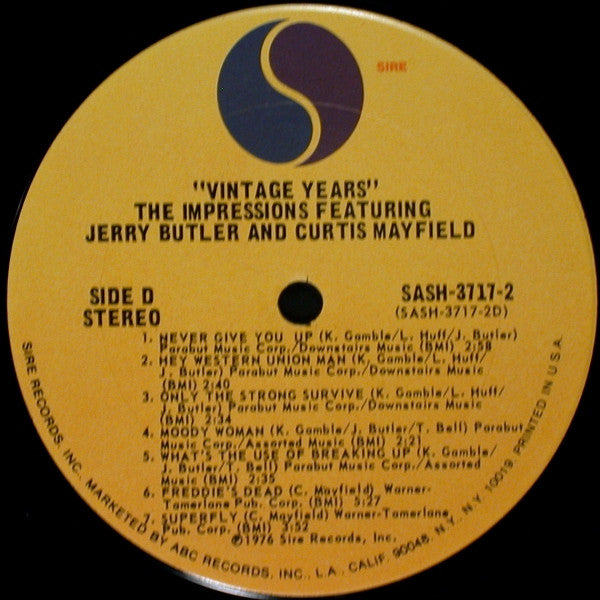 SIRE
"VINTAGE YEARS"
THE IMPRESSIONS FEATURING
JERRY BUTLER AND CURTIS MAYFIELD
SIDE D
STEREO
SASH-3717-2
(SASH-3717-2D)
1. NEVER GIVE YOU UP (K. Gamble/L. Huff/J. Butler)
Parabut Music Corp./Downstairs Music (BMI) 2:58
2. HEY WESTERN UNION MAN (K. Gamble/L. Huff/
J. Butler) Parabut Music Corp./Downstairs Music
(BMI) 2:40
3. ONLY THE STRONG SURVIVE (K. Gamble/L. Huff/
J. Butler) Parabut Music Corp./Downstairs Music
(BMI) 2:34
4. MOODY WOMAN (K. Gamble/J. Butler/T. Bell) Parabut
Music Corp./Assorted Music (BMI) 2:21
5. WHAT'S THE USE OF BREAKING UP (K. Gamble/
J. Butler/T. Bell) Parabut Music Corp./Assorted
Music (BMI) 2:35
6. FREDDIE'S DEAD (C. Mayfield) Warner-
Tamerlane Pub. Corp. (BMI) 5:27
7. SUPERFLY (C. Mayfield) Warner-Tamerlane
Pub. Corp. (BMI) 3:52
©1976 Sire Records, Inc.
SIRE RECORDS, INC., MARKETED BY ABC RECORDS, INC., L.A., CALIF. 90048, N.Y., N.Y. 10019, PRINTED IN U.S.A.